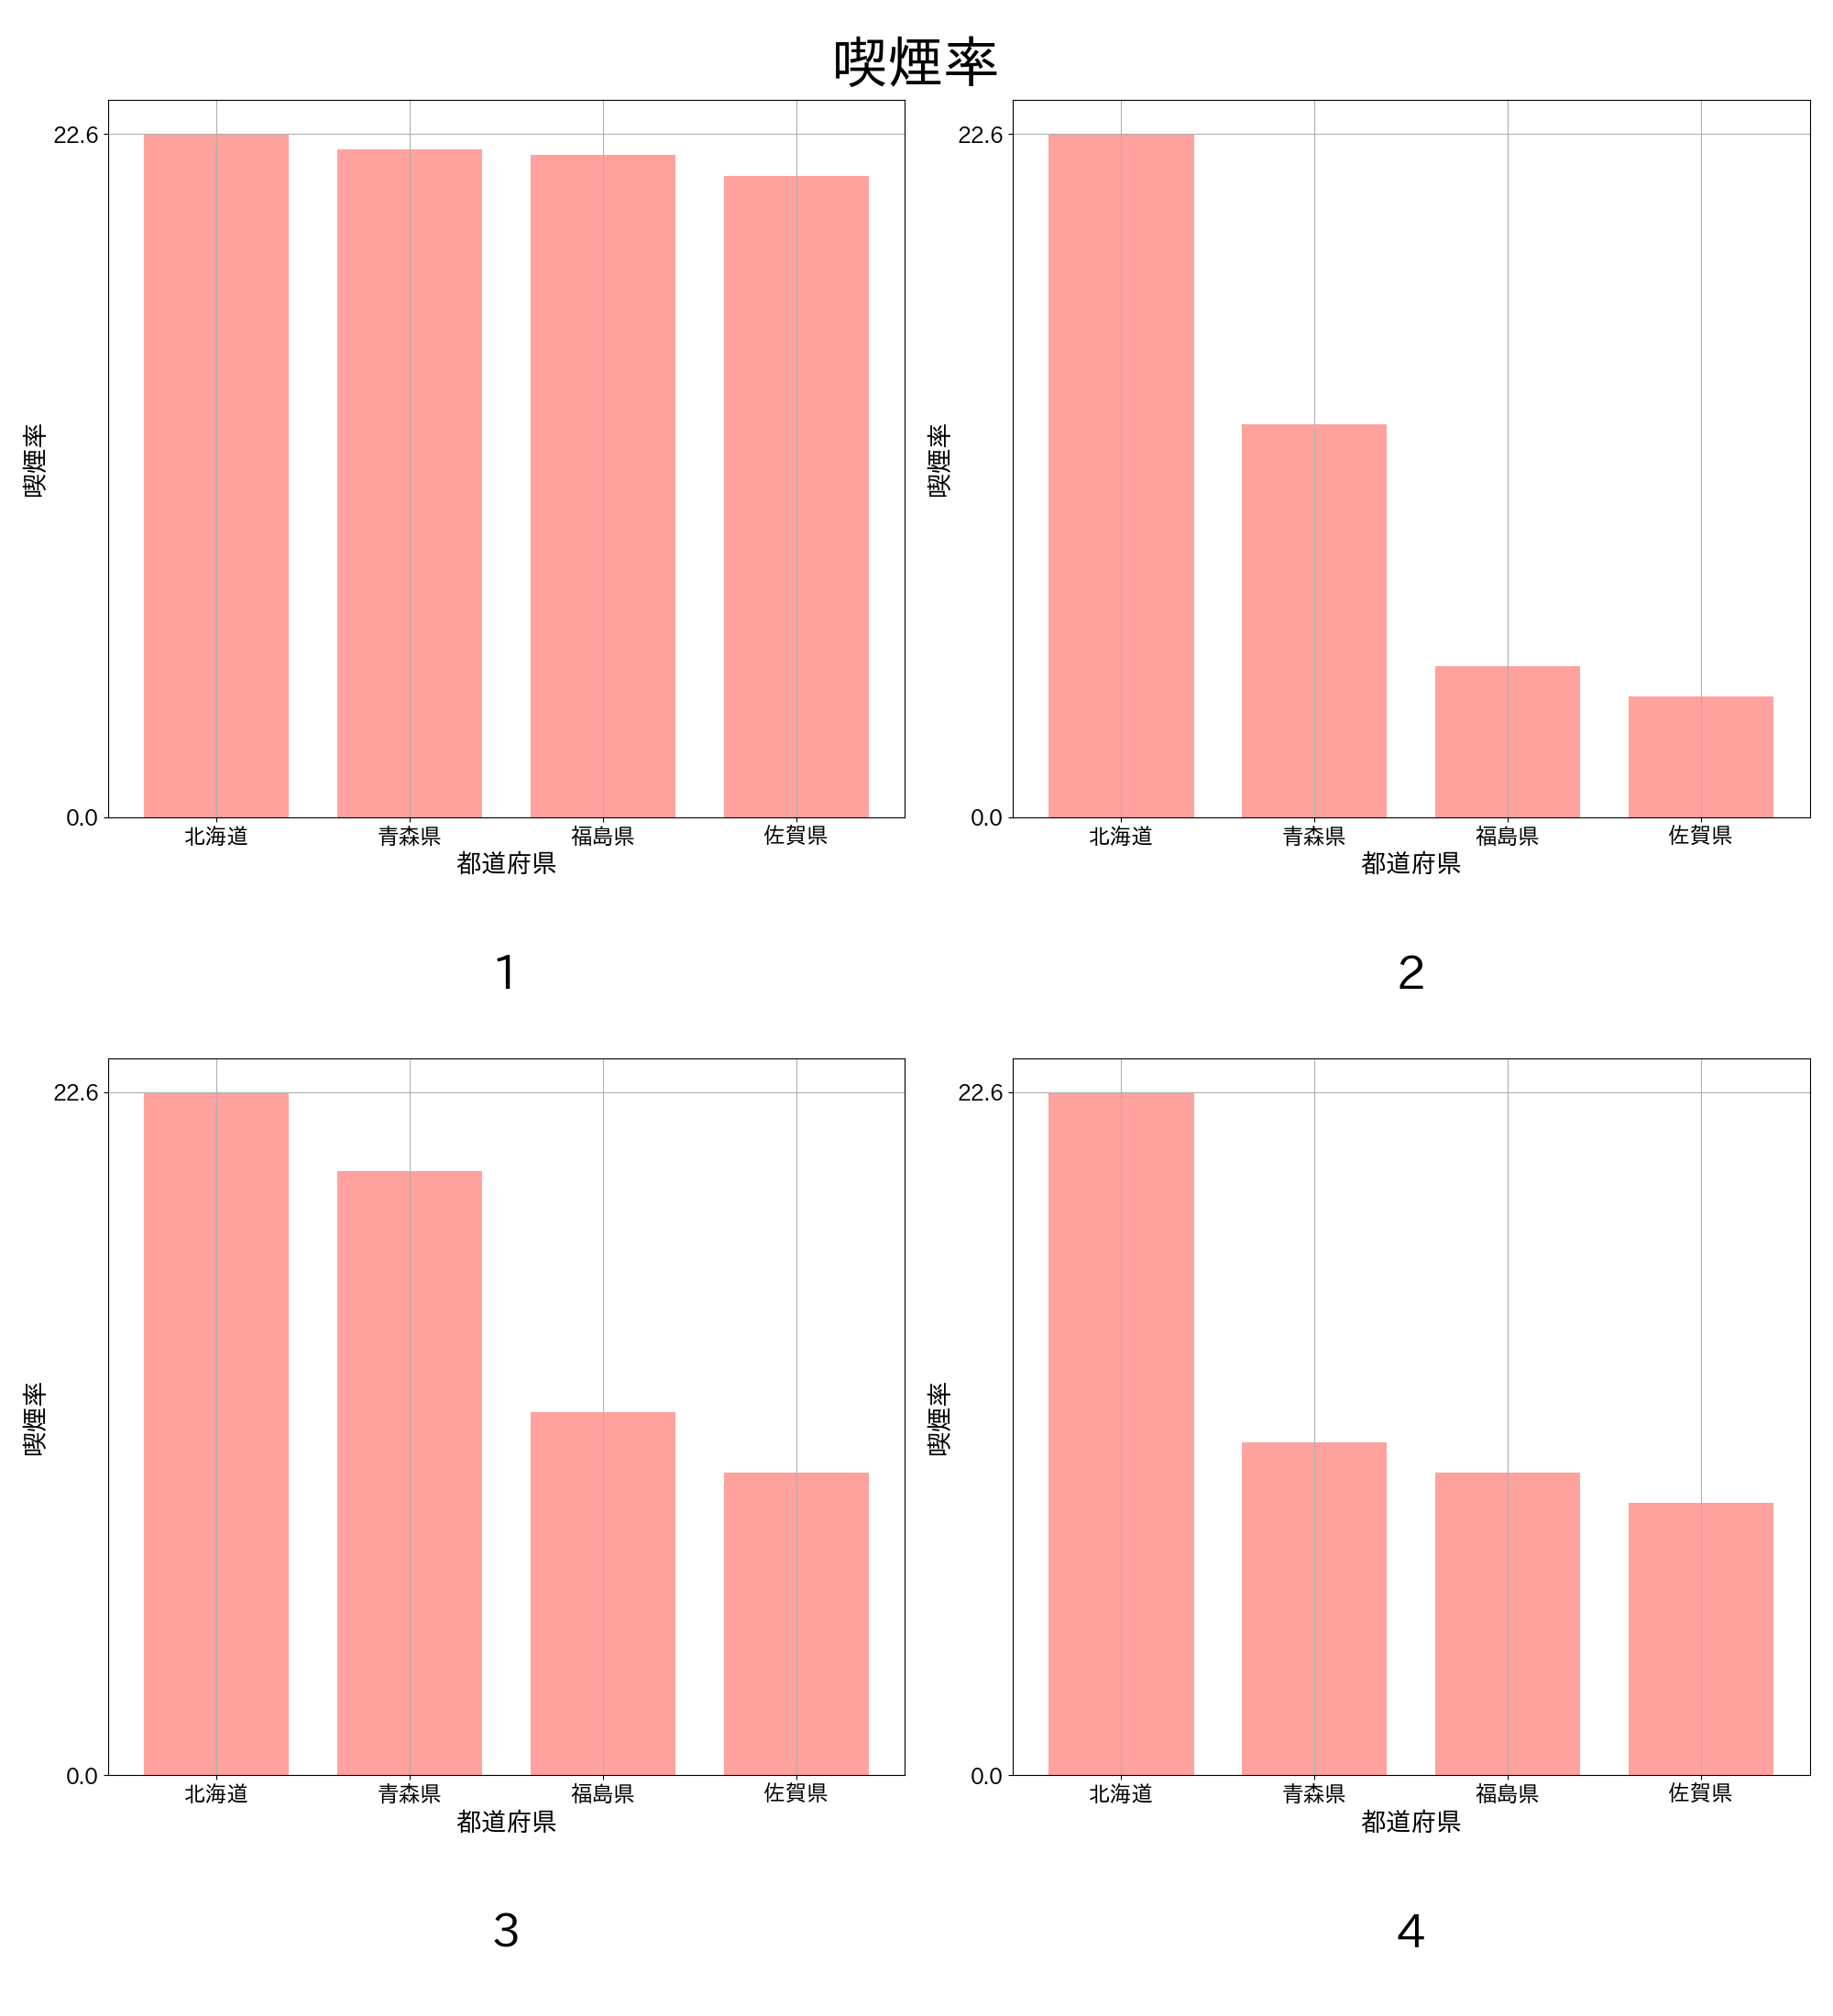 喫煙率
22.6
0.0
喫煙率
北海道 青森県 福島県 佐賀県
都道府県
1
22.6
0.0
喫煙率
北海道 青森県 福島県 佐賀県
都道府県
2
22.6
0.0
喫煙率
北海道 青森県 福島県 佐賀県
都道府県
3
22.6
0.0
喫煙率
北海道 青森県 福島県 佐賀県
都道府県
4